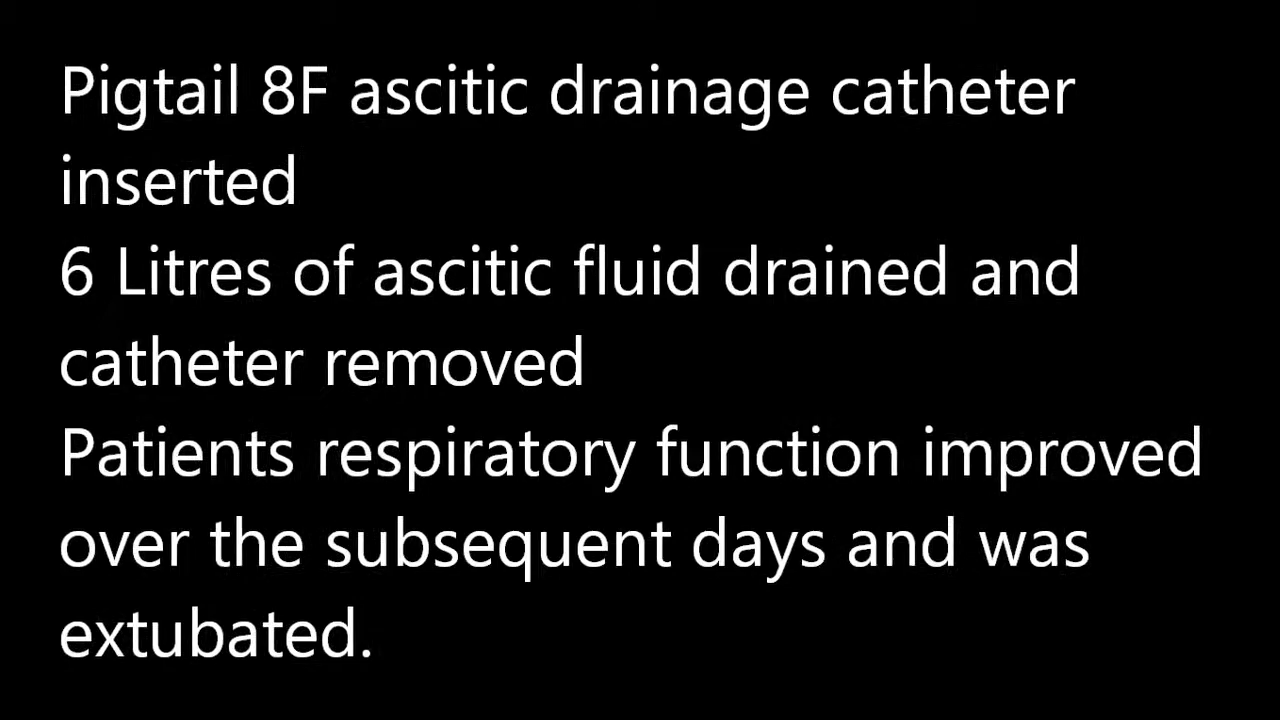 Pigtail 8F ascitic drainage catheter
inserted
6 Litres of ascitic fluid drained and
catheter removed
Patients respiratory function improved
over the subsequent days and was
extubated.